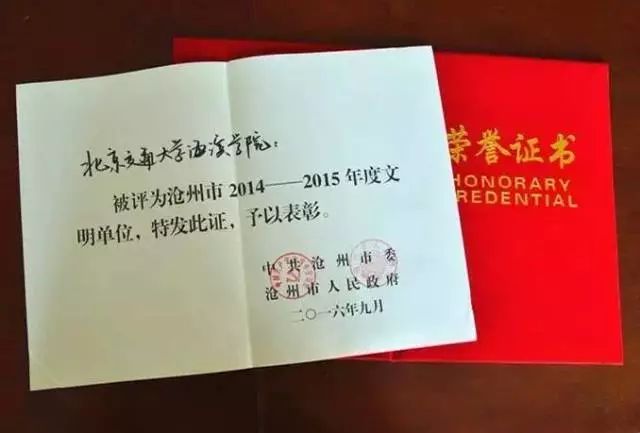 北京交通大学海滨学院:
被评为沧州市2014——2015年度文
明单位，特发此证，予以表彰。
中共沧州市委
沧州市人民政府
二〇一六年九月
荣誉证书
HONORARY
REDENTIAL